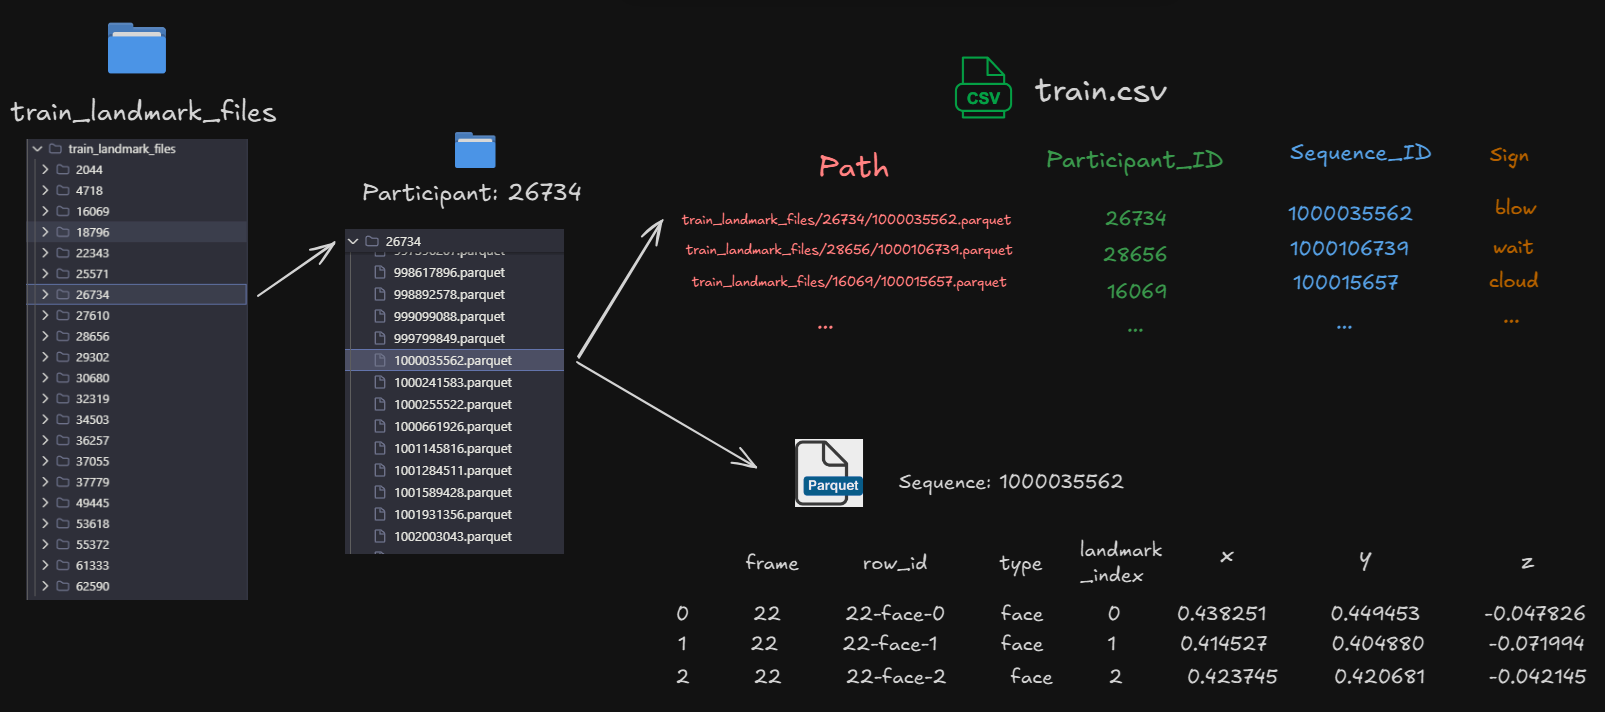 train_landmark_files
train_landmark_files
2044
4718
16069
18796
22343
25571
26734
27610
28656
29302
30680
32319
34503
36257
37055
37779
49445
53618
55372
61333
62590
Participant: 26734
26734
998617896.parquet
998892578.parquet
999099088.parquet
999799849.parquet
1000035562.parquet
1000241583.parquet
1000255522.parquet
1000661926.parquet
1001145816.parquet
1001284511.parquet
1001589428.parquet
1001931356.parquet
1002003043.parquet
CSV train.csv
Path Participant_ID Sequence_ID Sign
train_landmark_files/26734/1000035562.parquet 26734 1000035562 blow
train_landmark_files/28656/1000106739.parquet 28656 1000106739 wait
train_landmark_files/16069/100015657.parquet 16069 100015657 cloud
... ... ... ...
Parquet Sequence: 1000035562
frame row_id type landmark_index x y z
0 22 22-face-0 face 0 0.438251 0.449453 -0.047826
1 22 22-face-1 face 1 0.414527 0.404880 -0.071994
2 22 22-face-2 face 2 0.423745 0.420681 -0.042145